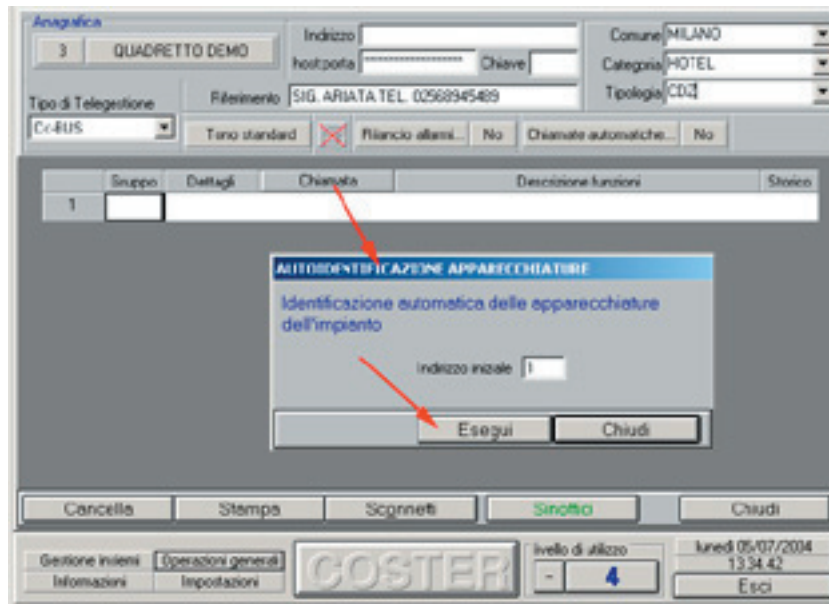 Anagrafica
3 QUADRETTO DEMO
Indirizzo
Comune MILANO
host:porta Chiave
Categoria HOTEL
Tipo di Telegestione
Riferimento SIG. ARIATA TEL. 02568945489
Tipologia CDZ
Cc-BUS
Tono standard
Rilancio allarmi... No
Chiamate automatiche... No
Gruppo Dettagli Chiamata Descrizione funzioni Storico
1
AUTOIDENTIFICAZIONE APPARECCHIATURE
Identificazione automatica delle apparecchiature
dell'impianto
Indirizzo iniziale 1
Esegui Chiudi
Cancella Stampa Sconnetti Sinottici Chiudi
Gestione insiemi Operazioni generali
Informazioni Impostazioni
COSTER
livello di utilizzo
- 4
lunedì 05/07/2004
13.34.42
Esci